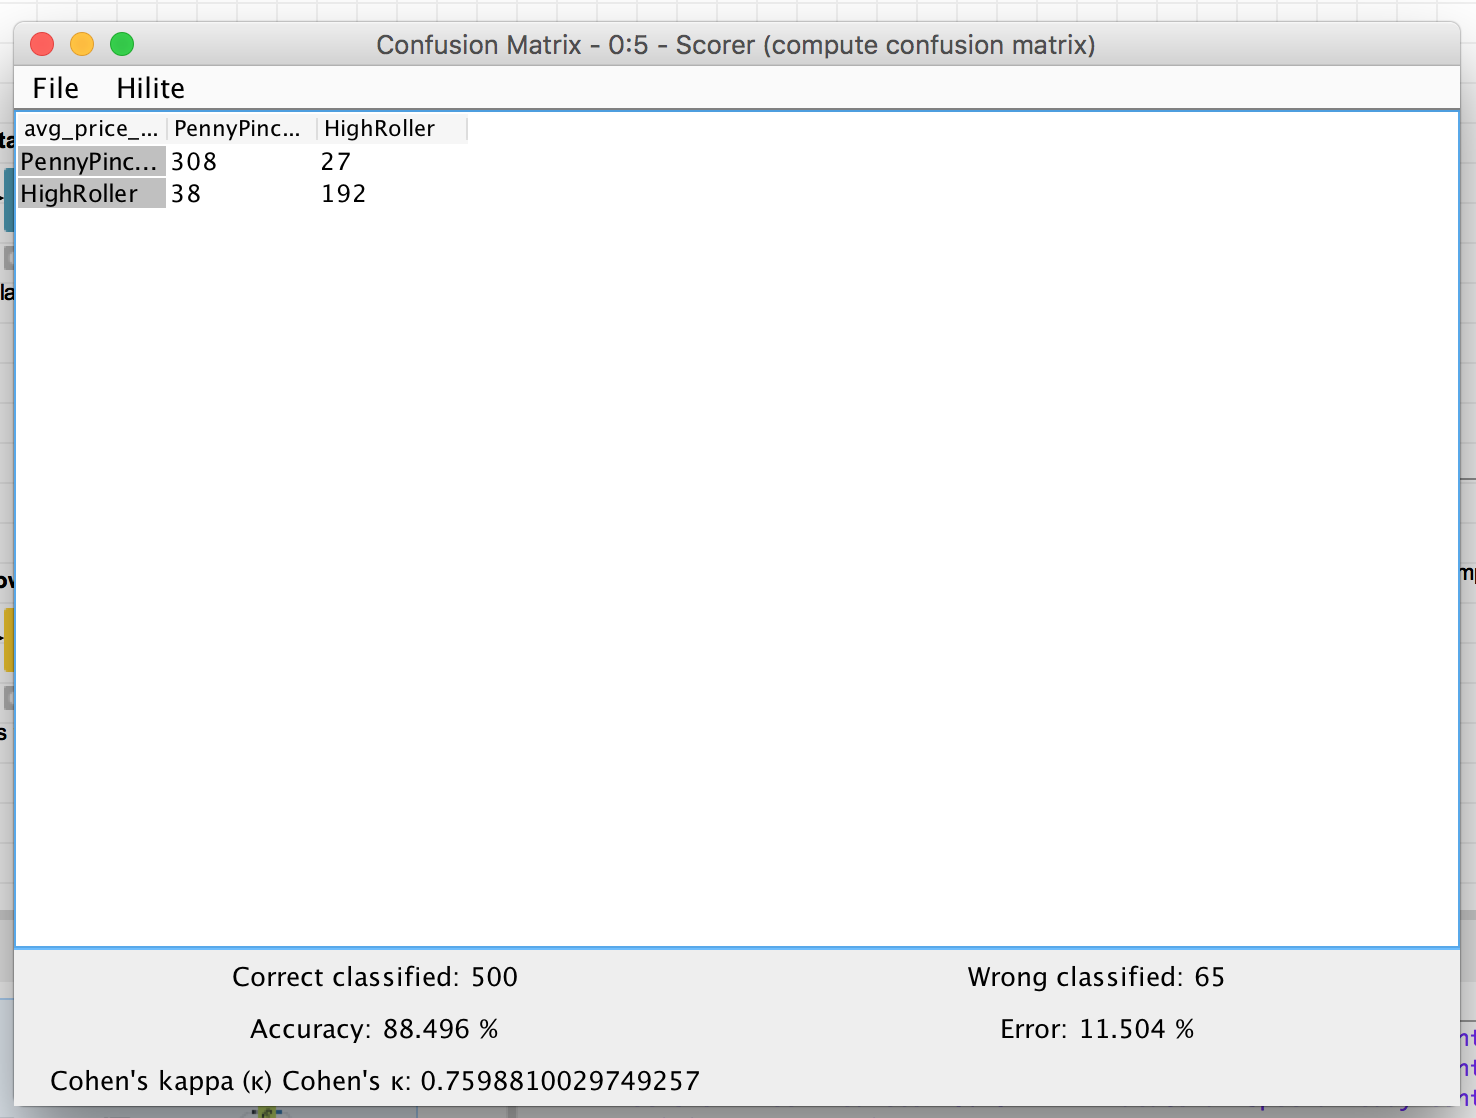 Confusion Matrix - 0:5 - Scorer (compute confusion matrix)
File Hilite
avg_price_... PennyPinc... HighRoller
PennyPinc... 308 27
HighRoller 38 192
Correct classified: 500 Wrong classified: 65
Accuracy: 88.496 % Error: 11.504 %
Cohen's kappa (κ) Cohen's κ: 0.7598810029749257